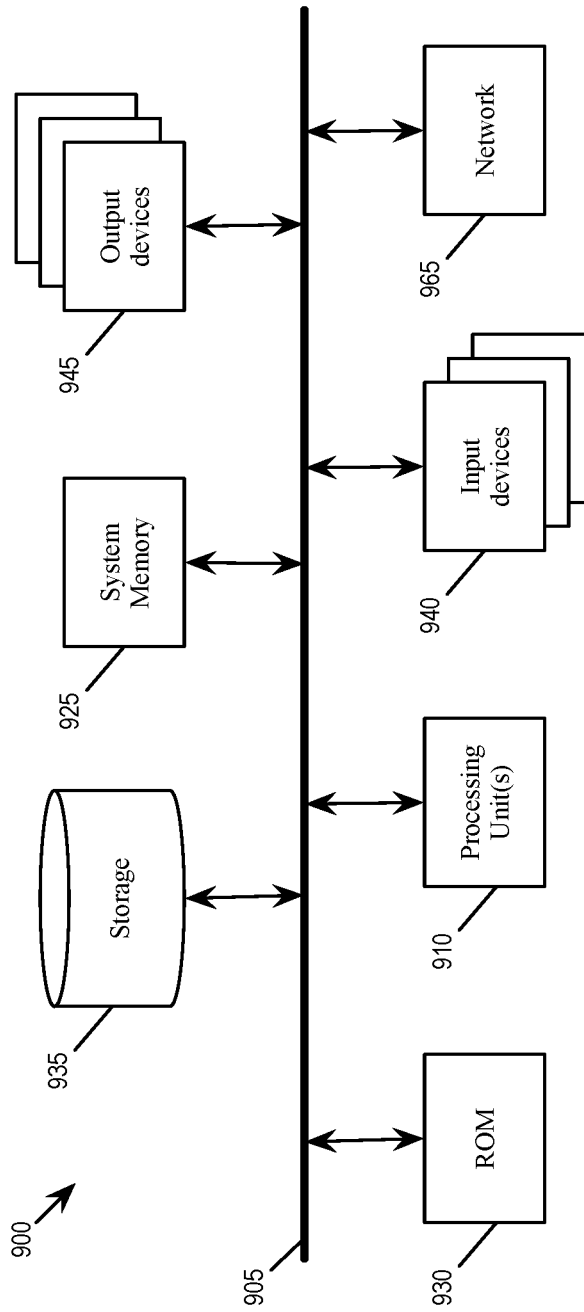 900
935
Storage
925
System
Memory
945
Output
devices
905
930
ROM
910
Processing
Unit(s)
940
Input
devices
965
Network